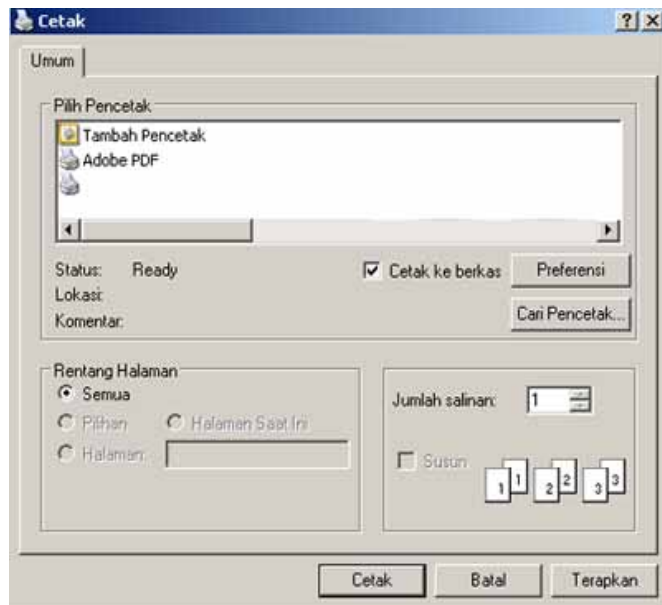 Cetak
Umum
Pilih Pencetak
Tambah Pencetak
Adobe PDF
Status: Ready
Cetak ke berkas
Preferensi
Lokasi:
Komentar:
Cari Pencetak...
Rentang Halaman
Semua
Pilihan
Halaman Saat Ini
Halaman:
Jumlah salinan: 1
Susun
1 1 2 2 3 3
Cetak
Batal
Terapkan